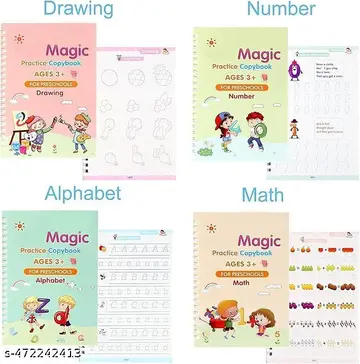 Drawing
Number
Magic
Practice Copybook
AGES 3+
FOR PRESCHOOLS
Drawing
Magic
Practice Copybook
AGES 3+
FOR PRESCHOOLS
Number
Alphabet
Math
Magic
Practice Copybook
AGES 3+
FOR PRESCHOOLS
Alphabet
Magic
Practice Copybook
AGES 3+
FOR PRESCHOOLS
Math
s-472242413